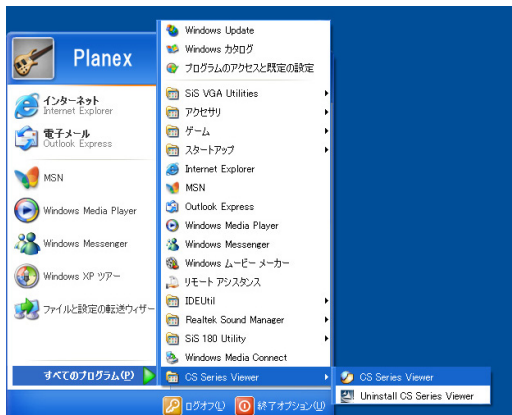 Planex
インターネット
Internet Explorer
電子メール
Outlook Express
MSN
Windows Media Player
Windows Messenger
Windows XP ツアー
ファイルと設定の転送ウィザー
すべてのプログラム(P)
Windows Update
Windows カタログ
プログラムのアクセスと既定の設定
SiS VGA Utilities
アクセサリ
ゲーム
スタートアップ
Internet Explorer
MSN
Outlook Express
Windows Media Player
Windows Messenger
Windows ムービー メーカー
リモート アシスタンス
IDEUtil
Realtek Sound Manager
SiS 180 Utility
Windows Media Connect
CS Series Viewer
CS Series Viewer
Uninstall CS Series Viewer
ログオフ(L)
終了オプション(U)